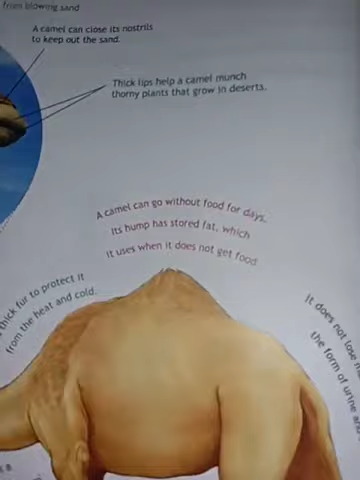 from blowing sand
A camel can close its nostrils
to keep out the sand.
Thick lips help a camel munch
thorny plants that grow in deserts.
A camel can go without food for days.
Its hump has stored fat, which
it uses when it does not get food
thick fur to protect it
from the heat and cold.
It does not lose
the form of urine and